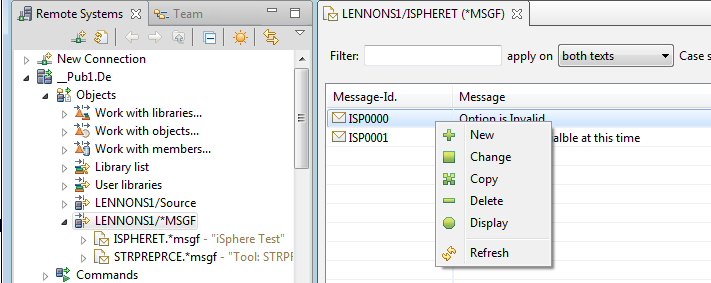 Remote Systems
Team
New Connection
__Pub1.De
Objects
Work with libraries...
Work with objects...
Work with members...
Library list
User libraries
LENNONS1/Source
LENNONS1/*MSGF
ISPHERET.*msgf - "iSphere Test"
STRPREPRCE.*msgf - "Tool: STRP
Commands
LENNONS1/ISPHERET (*MSGF)
Filter:
apply on
both texts
Case s
Message-Id.
Message
ISP0000
Option is Invalid
ISP0001
alble at this time
New
Change
Copy
Delete
Display
Refresh